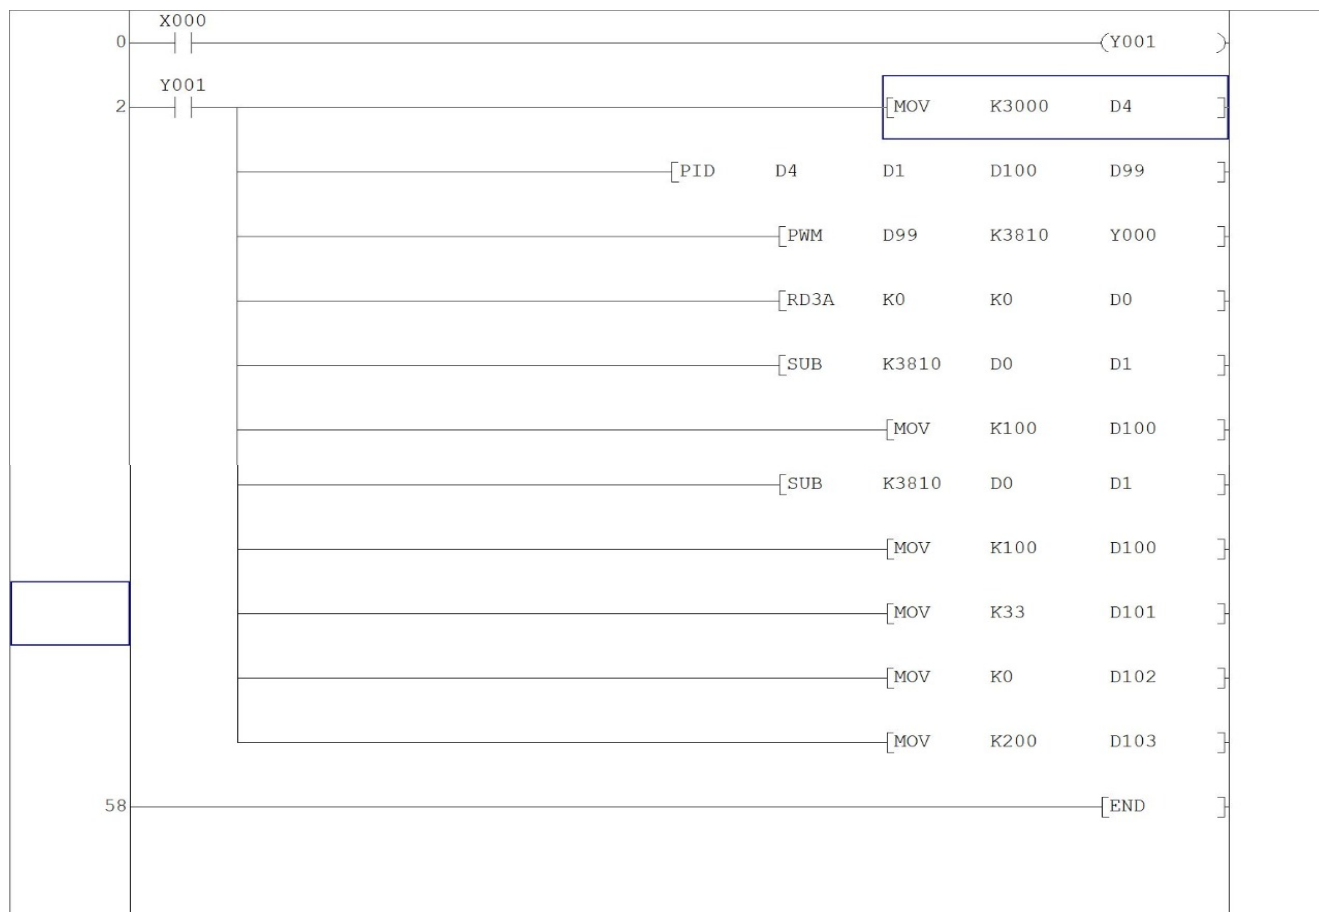 X000
0 (Y001 )
Y001
2 [MOV K3000 D4 ]
[PID D4 D1 D100 D99 ]
[PWM D99 K3810 Y000 ]
[RD3A K0 K0 D0 ]
[SUB K3810 D0 D1 ]
[MOV K100 D100 ]
[SUB K3810 D0 D1 ]
[MOV K100 D100 ]
[MOV K33 D101 ]
[MOV K0 D102 ]
[MOV K200 D103 ]
58 [END ]